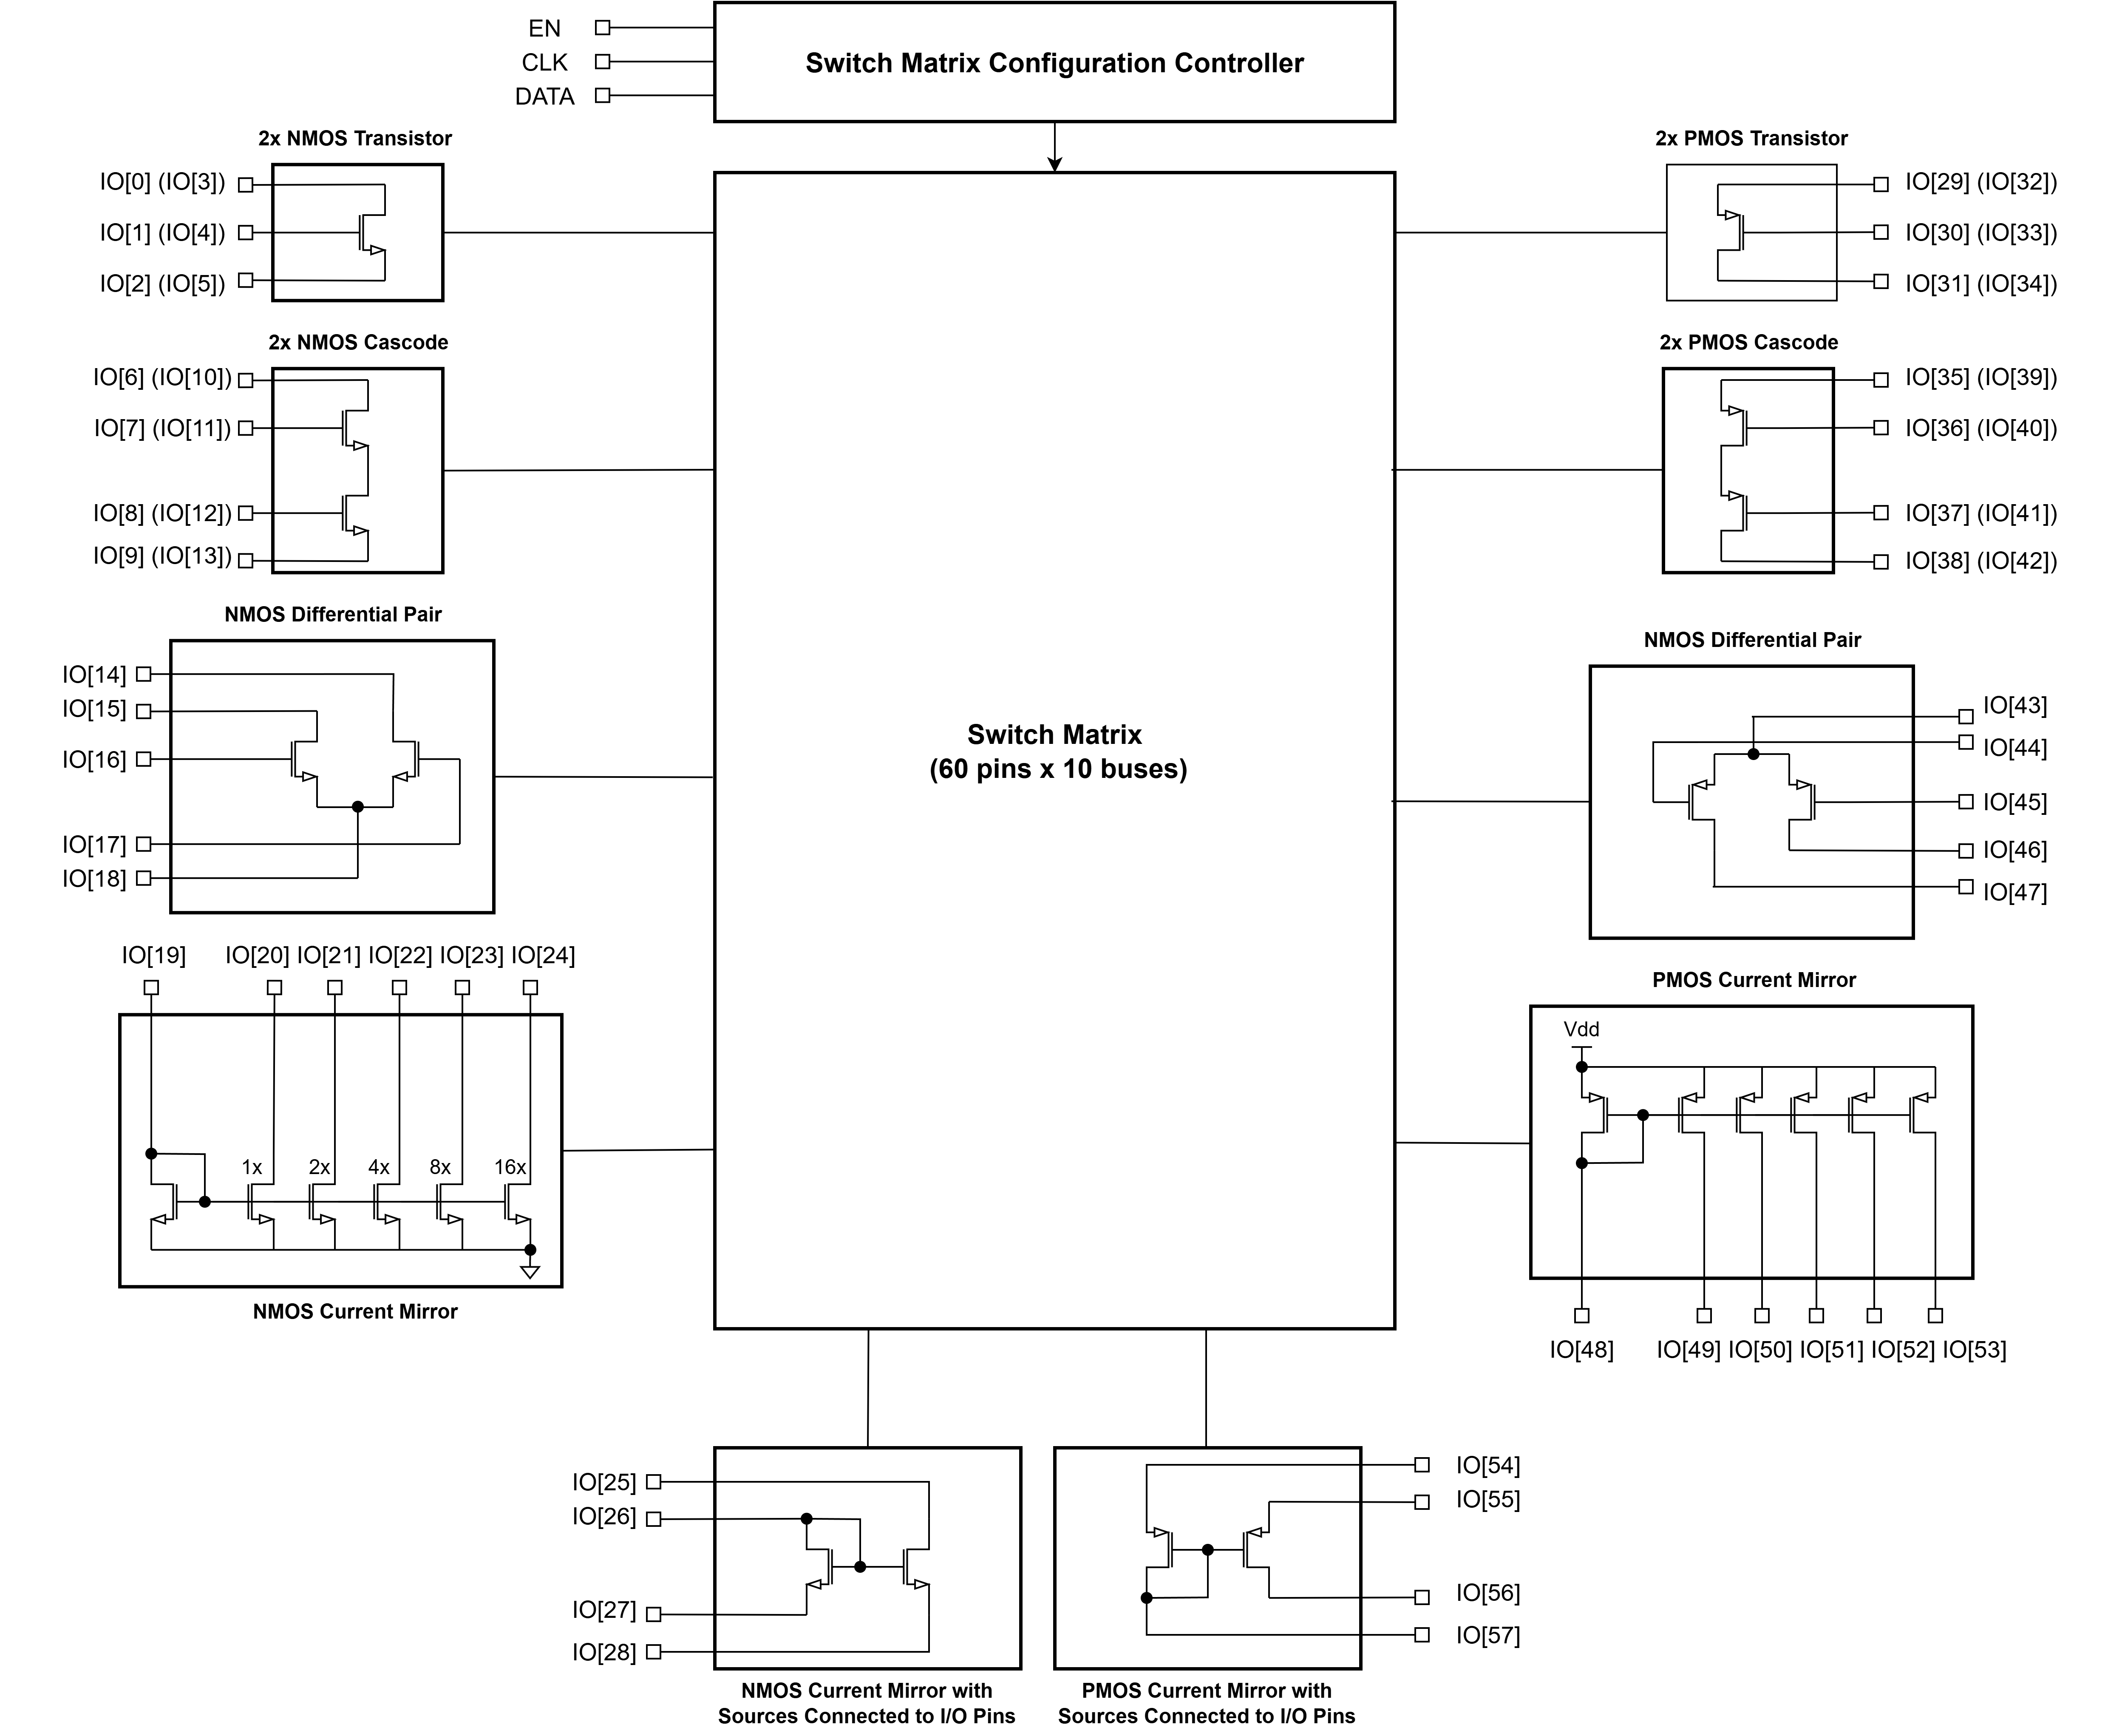 EN
CLK
DATA
Switch Matrix Configuration Controller
2x NMOS Transistor
IO[0] (IO[3])
IO[1] (IO[4])
IO[2] (IO[5])
2x PMOS Transistor
IO[29] (IO[32])
IO[30] (IO[33])
IO[31] (IO[34])
2x NMOS Cascode
IO[6] (IO[10])
IO[7] (IO[11])
IO[8] (IO[12])
IO[9] (IO[13])
2x PMOS Cascode
IO[35] (IO[39])
IO[36] (IO[40])
IO[37] (IO[41])
IO[38] (IO[42])
NMOS Differential Pair
IO[14]
IO[15]
IO[16]
IO[17]
IO[18]
Switch Matrix
(60 pins x 10 buses)
NMOS Differential Pair
IO[43]
IO[44]
IO[45]
IO[46]
IO[47]
IO[19] IO[20] IO[21] IO[22] IO[23] IO[24]
1x 2x 4x 8x 16x
NMOS Current Mirror
PMOS Current Mirror
Vdd
IO[48] IO[49] IO[50] IO[51] IO[52] IO[53]
IO[25]
IO[26]
IO[27]
IO[28]
NMOS Current Mirror with
Sources Connected to I/O Pins
IO[54]
IO[55]
IO[56]
IO[57]
PMOS Current Mirror with
Sources Connected to I/O Pins